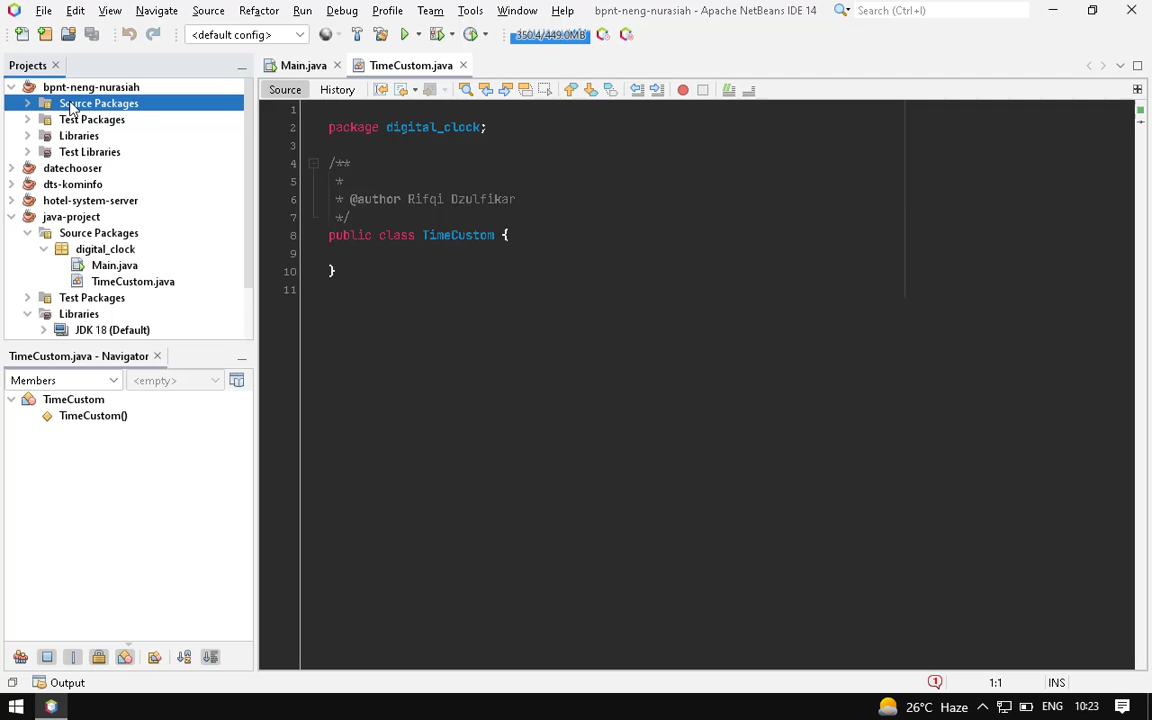 File Edit View Navigate Source Refactor Run Debug Profile Team Tools Window Help bpnt-neng-nurasiah - Apache NetBeans IDE 14 Search (Ctrl+I)
<default config> 350.4/449.0MB
Projects
Main.java TimeCustom.java
bpnt-neng-nurasiah
Source Packages
Test Packages
Libraries
Test Libraries
datechooser
dts-kominfo
hotel-system-server
java-project
Source Packages
digital_clock
Main.java
TimeCustom.java
Test Packages
Libraries
JDK 18 (Default)
Source History
1
2 package digital_clock;
3
4 /**
5 *
6 * @author Rifqi Dzulfikar
7 */
8 public class TimeCustom {
9
10 }
11
TimeCustom.java - Navigator
Members <empty>
TimeCustom
TimeCustom()
Output 1 1:1 INS
26°C Haze ENG 10:23